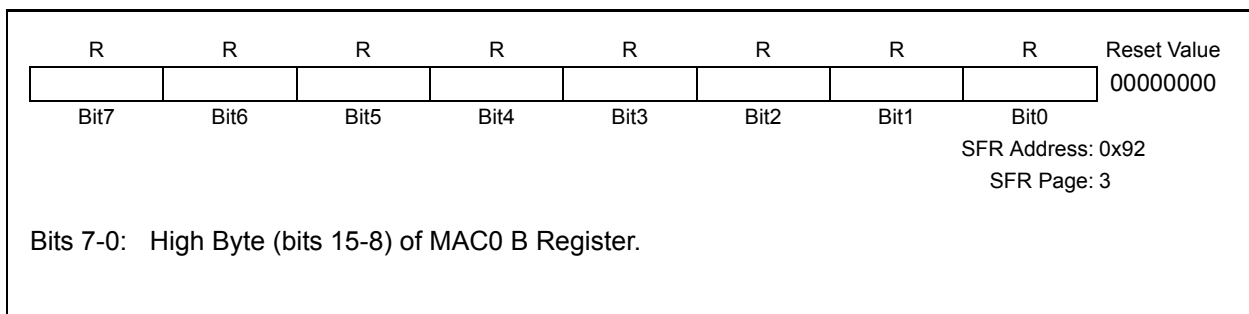 R R R R R R R R Reset Value
00000000
Bit7 Bit6 Bit5 Bit4 Bit3 Bit2 Bit1 Bit0
SFR Address: 0x92
SFR Page: 3
Bits 7-0: High Byte (bits 15-8) of MAC0 B Register.